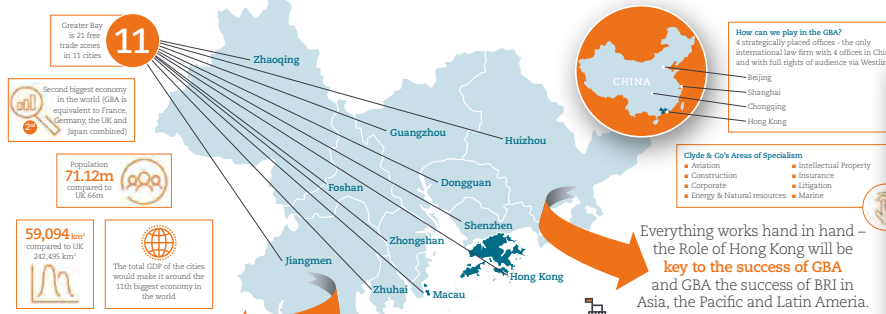 Greater Bay
is 21 free
trade zones
in 11 cities
11
Zhaoqing
Guangzhou
Huizhou
Foshan
Dongguan
Shenzhen
Zhongshan
Jiangmen
Hong Kong
Zhuhai
Macau
Second biggest economy
in the world (GBA is
equivalent to France,
Germany, the UK and
Japan combined)
2nd
Population
71.12m
compared to
UK 66m
59,094 km²
compared to UK
242,495 km²
The total GDP of the cities
would make it around the
11th biggest economy in
the world
CHINA
How can we play in the GBA?
4 strategically placed offices - the only
international law firm with 4 offices in
and with full rights of audience via
Beijing
Shanghai
Chongqing
Hong Kong
Clyde & Co's Areas of Specialism
■ Aviation
■ Construction
■ Corporate
■ Energy & Natural resources
■ Intellectual Property
■ Insurance
■ Litigation
■ Marine
Everything works hand in hand –
the Role of Hong Kong will be
key to the success of GBA
and GBA the success of BRI in
Asia, the Pacific and Latin Ameria.